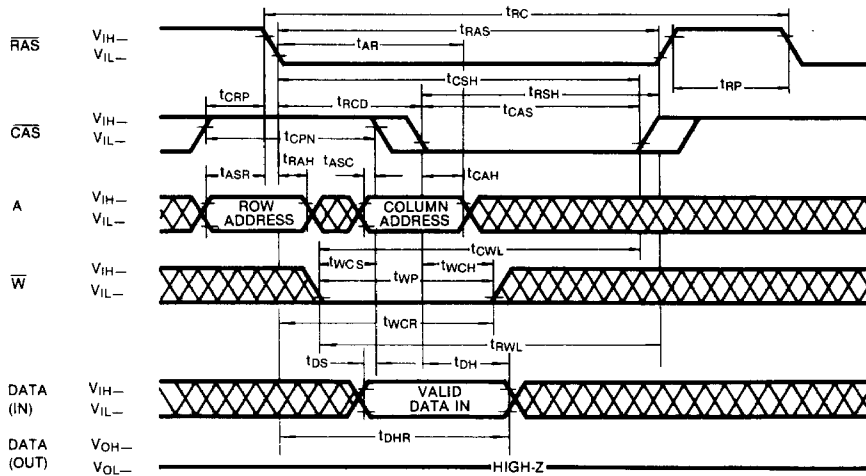 tRC
RAS VIH— tRAS
VIL— tAR
tCSH
tRSH tRP
tCRP tRCD tCAS
CAS VIH—
VIL— tCPN
tASR tRAH tASC tCAH
A VIH— ROW ADDRESS COLUMN ADDRESS
VIL—
tCWL
tWCS tWCH
W VIH— tWP
VIL—
tWCR
tRWL
tDS tDH
DATA (IN) VIH— VALID DATA IN
VIL—
tDHR
DATA (OUT) VOH—
VOL— HIGH-Z